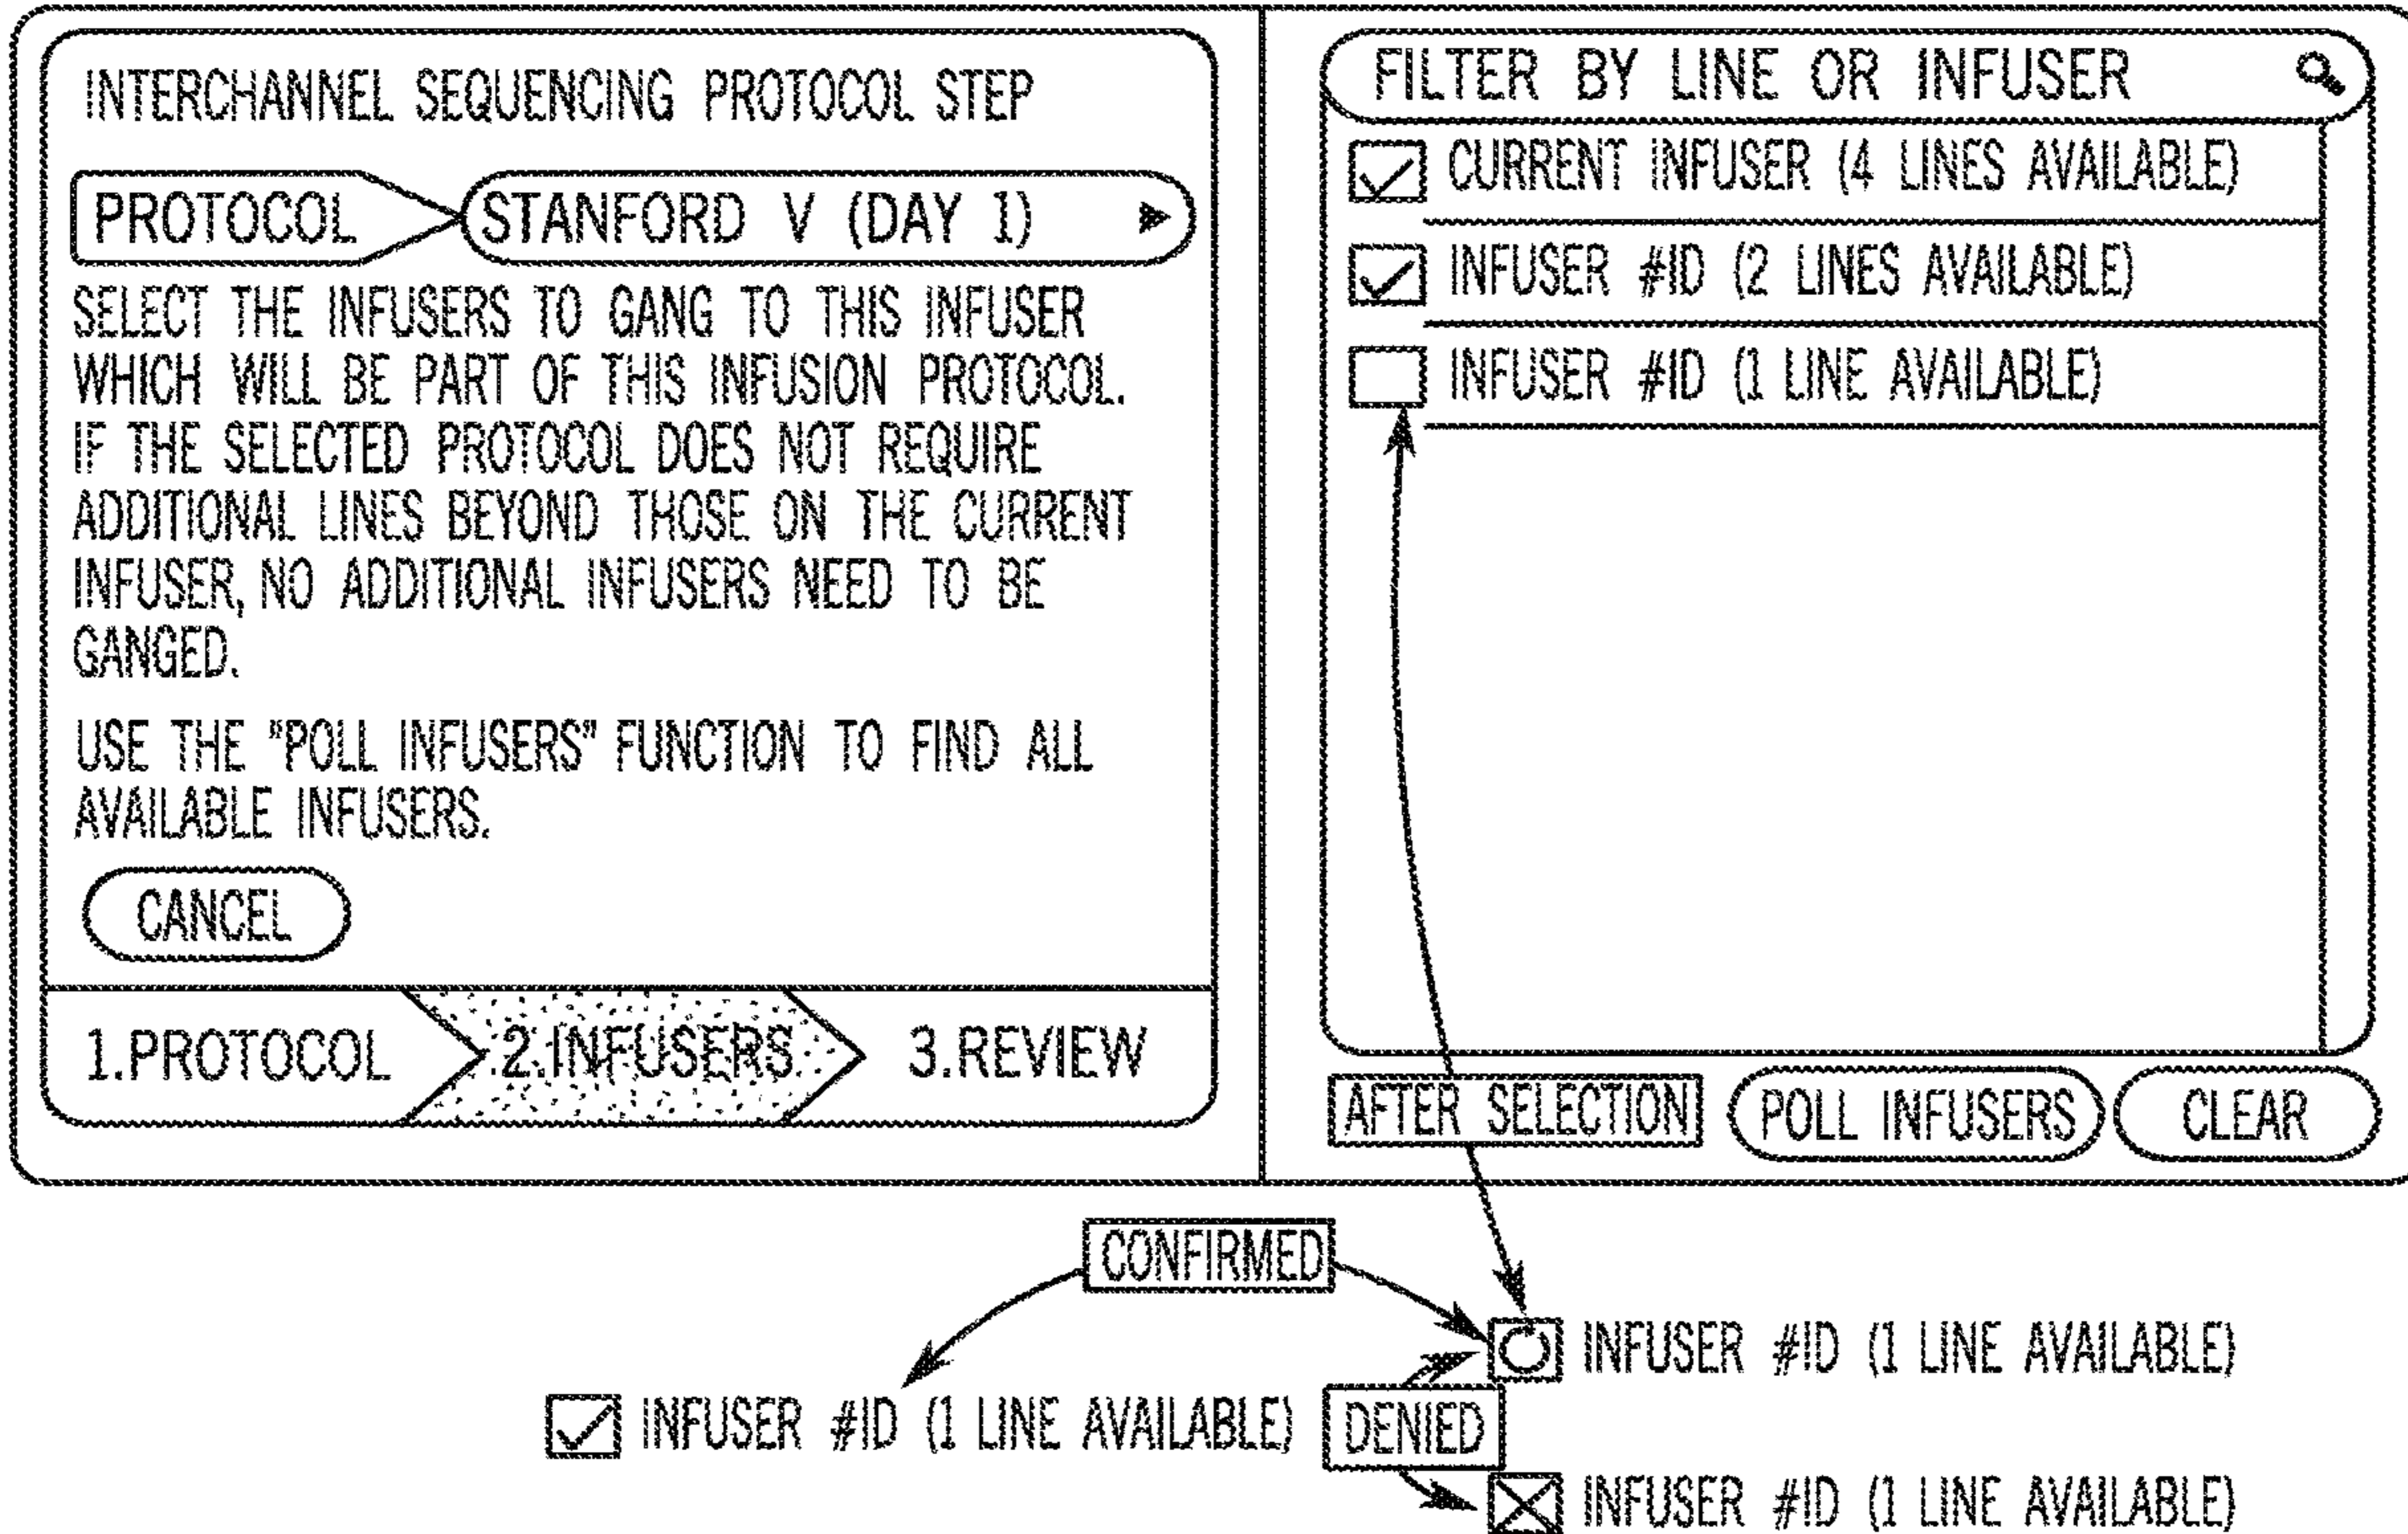 INTERCHANNEL SEQUENCING PROTOCOL STEP
PROTOCOL
STANFORD V (DAY 1)
SELECT THE INFUSERS TO GANG TO THIS INFUSER
WHICH WILL BE PART OF THIS INFUSION PROTOCOL.
IF THE SELECTED PROTOCOL DOES NOT REQUIRE
ADDITIONAL LINES BEYOND THOSE ON THE CURRENT
INFUSER, NO ADDITIONAL INFUSERS NEED TO BE
GANGED.
USE THE "POLL INFUSERS" FUNCTION TO FIND ALL
AVAILABLE INFUSERS.
CANCEL
1.PROTOCOL
2.INFUSERS
3.REVIEW
FILTER BY LINE OR INFUSER
CURRENT INFUSER (4 LINES AVAILABLE)
INFUSER #ID (2 LINES AVAILABLE)
INFUSER #ID (1 LINE AVAILABLE)
AFTER SELECTION
POLL INFUSERS
CLEAR
CONFIRMED
INFUSER #ID (1 LINE AVAILABLE)
INFUSER #ID (1 LINE AVAILABLE)
DENIED
INFUSER #ID (1 LINE AVAILABLE)